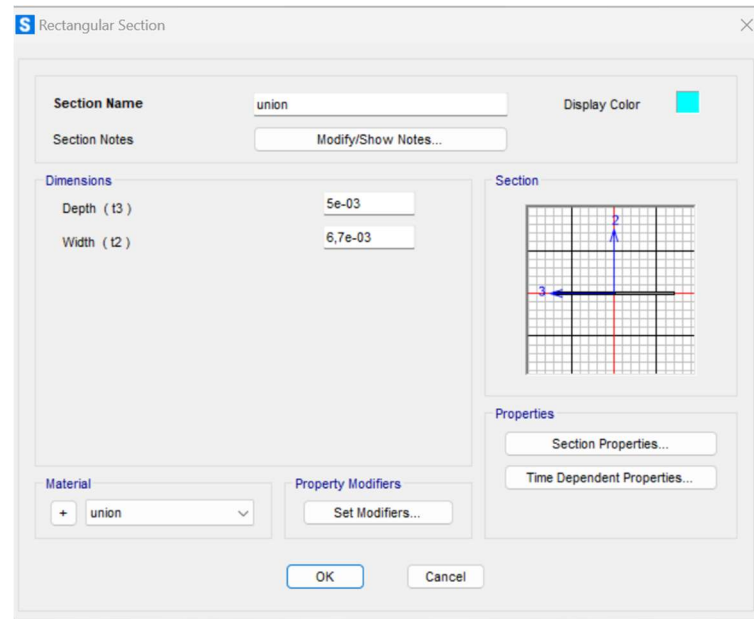 S Rectangular Section
Section Name union Display Color
Section Notes Modify/Show Notes...
Dimensions
Depth ( t3 ) 5e-03
Width ( t2 ) 6,7e-03
Section
2
3
Properties
Section Properties...
Time Dependent Properties...
Material
+ union
Property Modifiers
Set Modifiers...
OK Cancel